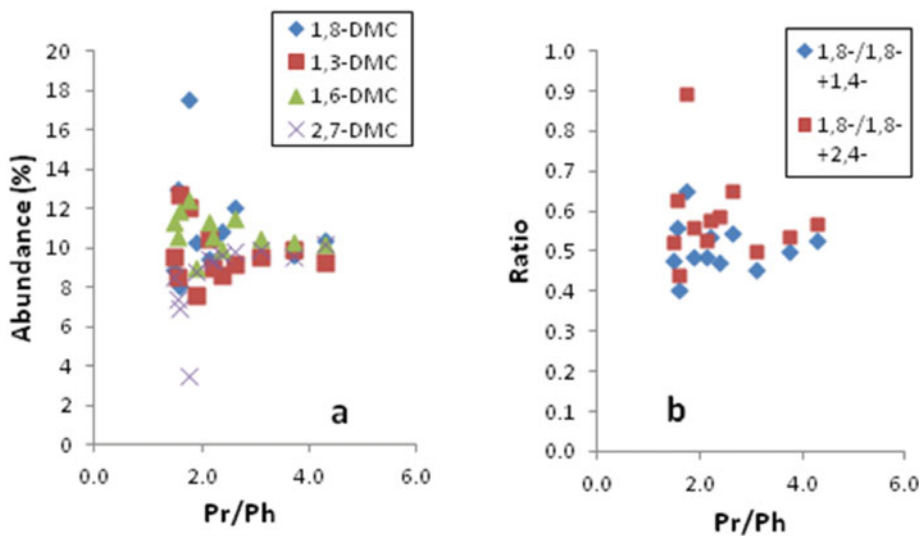 1,8-DMC
1,3-DMC
1,6-DMC
2,7-DMC
20
18
16
14
12
10
8
6
4
2
0
Abundance (%)
a
0.0 2.0 4.0 6.0
Pr/Ph
1,8-/1,8-
+1,4-
1,8-/1,8-
+2,4-
1.0
0.9
0.8
0.7
0.6
0.5
0.4
0.3
0.2
0.1
0.0
Ratio
b
0.0 2.0 4.0 6.0
Pr/Ph